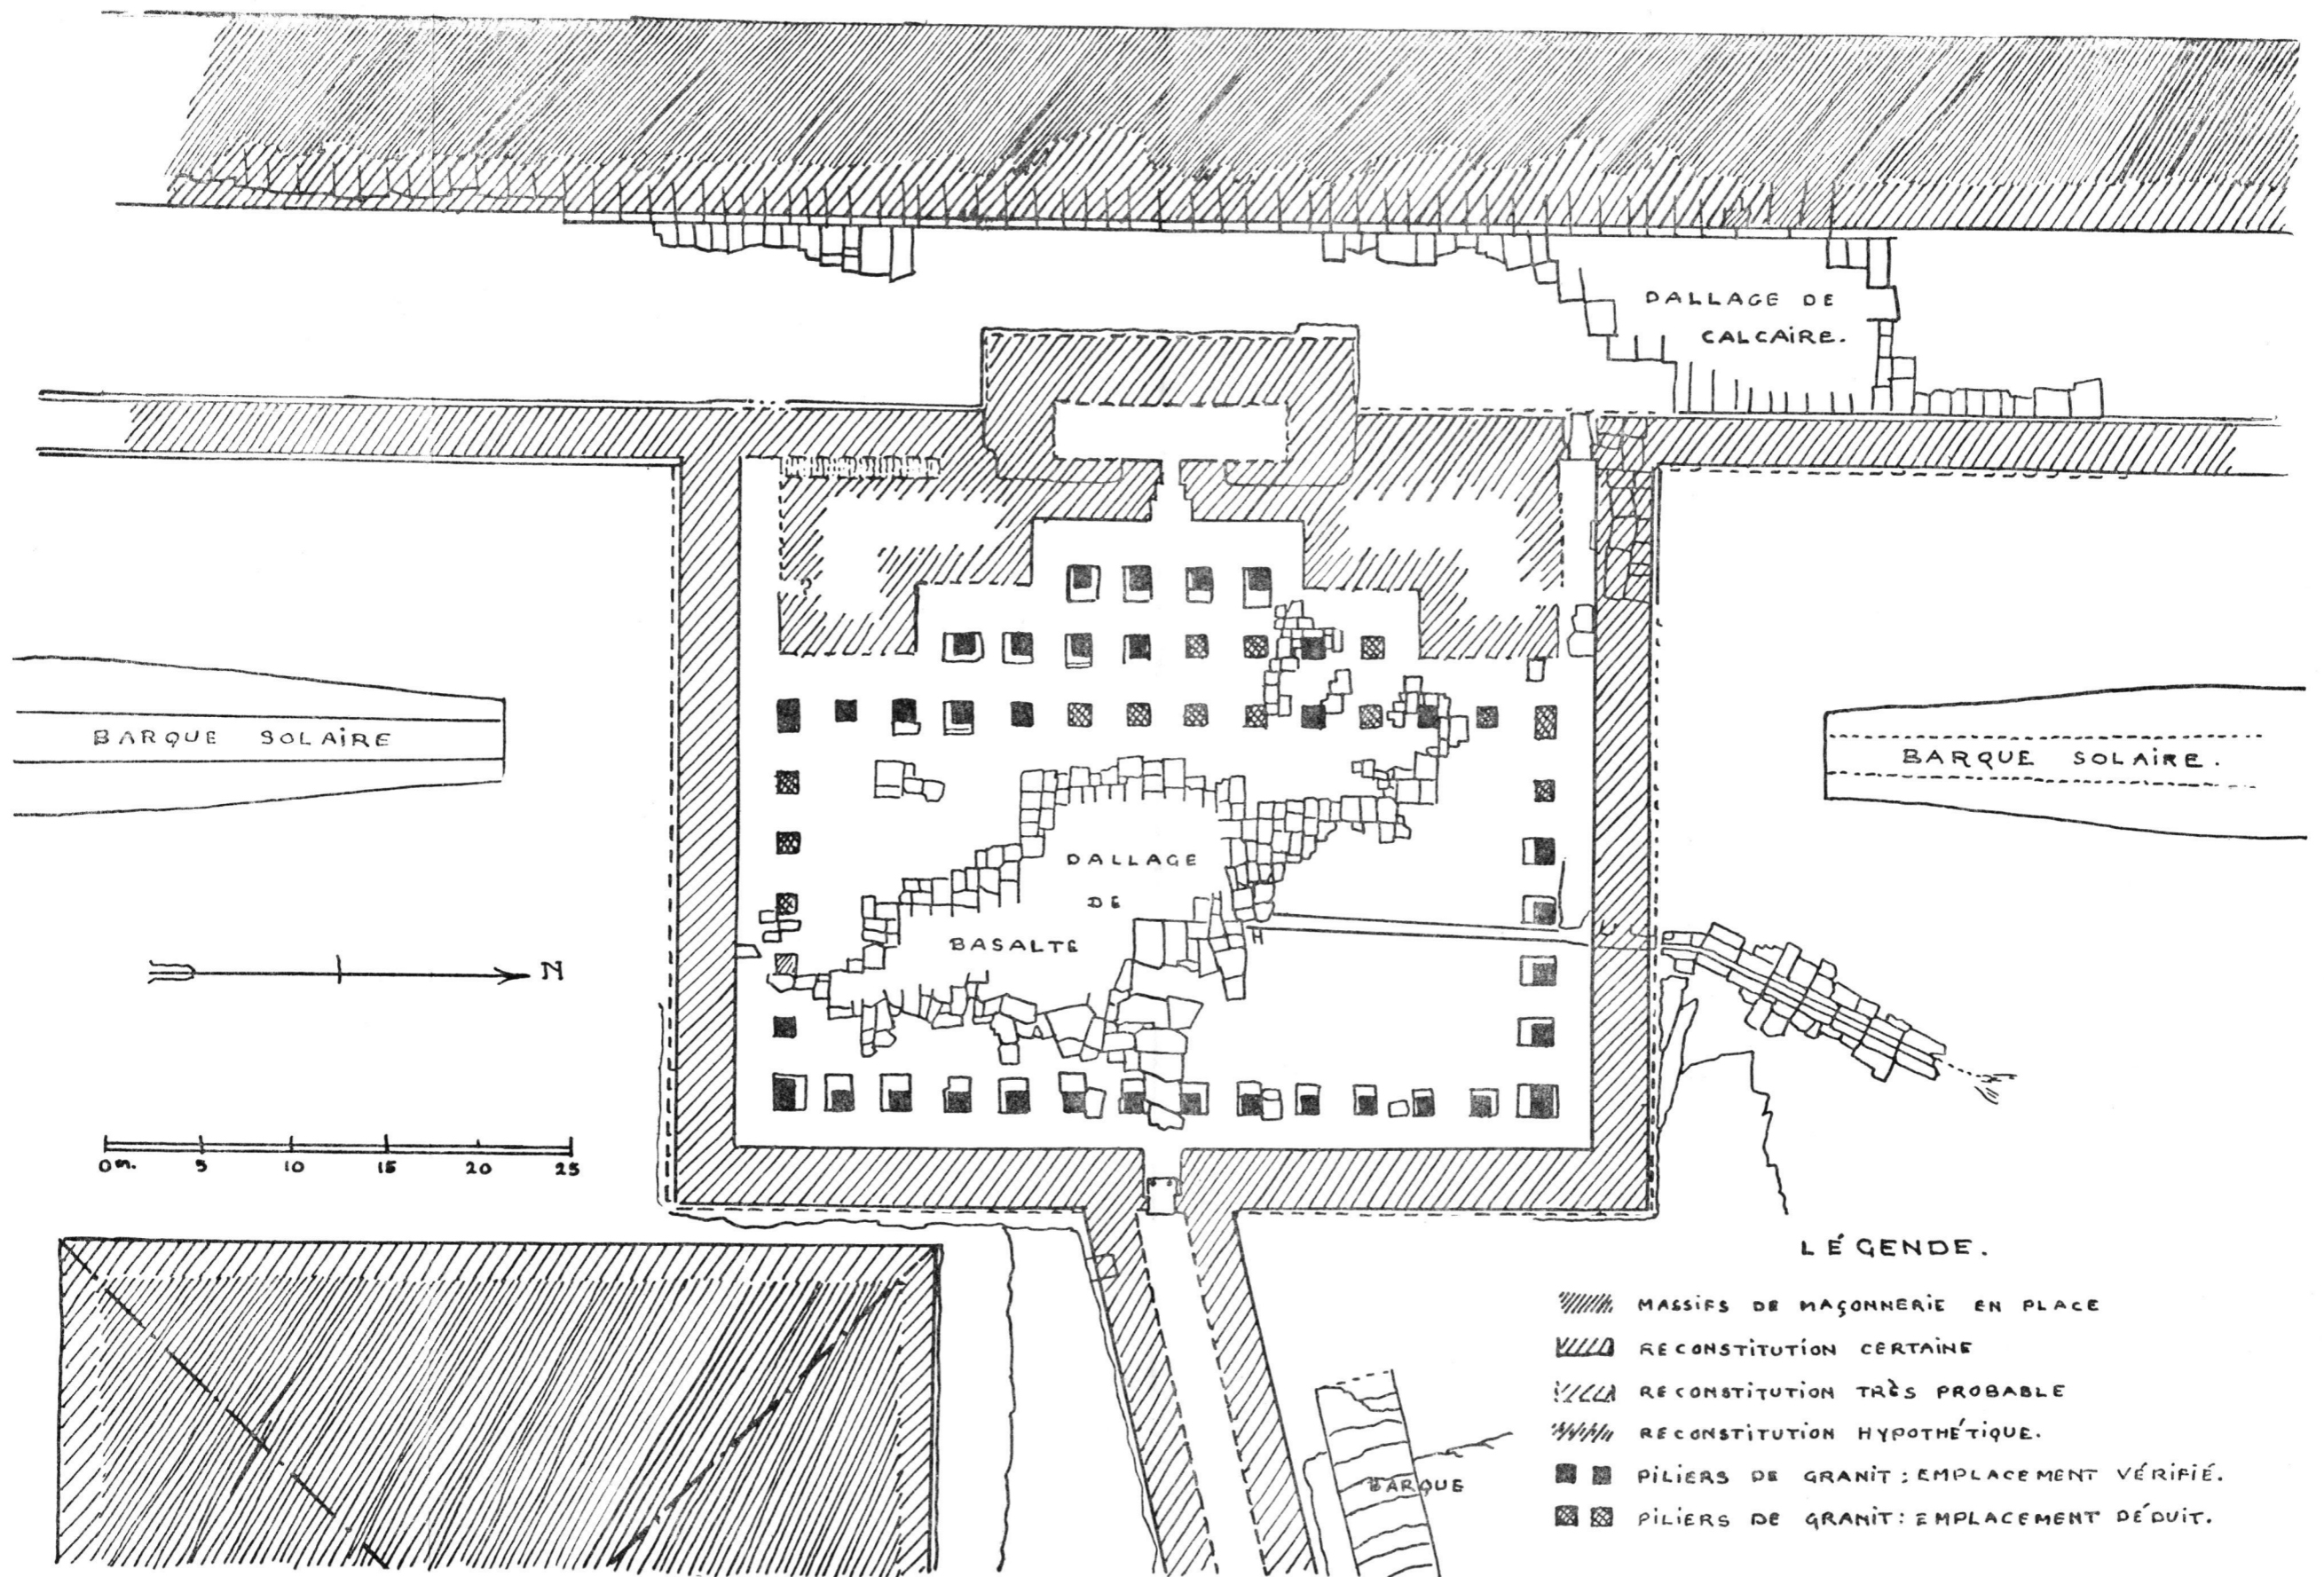 DALLAGE DE
CALCAIRE.
BARQUE SOLAIRE
BARQUE SOLAIRE.
DALLAGE
DE
BASALTE
?
H
N
0m. 5 10 15 20 25
LÉGENDE.
MASSIFS DE MAÇONNERIE EN PLACE
RECONSTITUTION CERTAINE
RECONSTITUTION TRÈS PROBABLE
RECONSTITUTION HYPOTHÉTIQUE.
PILIERS DE GRANIT : EMPLACEMENT VÉRIFIÉ.
PILIERS DE GRANIT : EMPLACEMENT DÉDUIT.
BARQUE